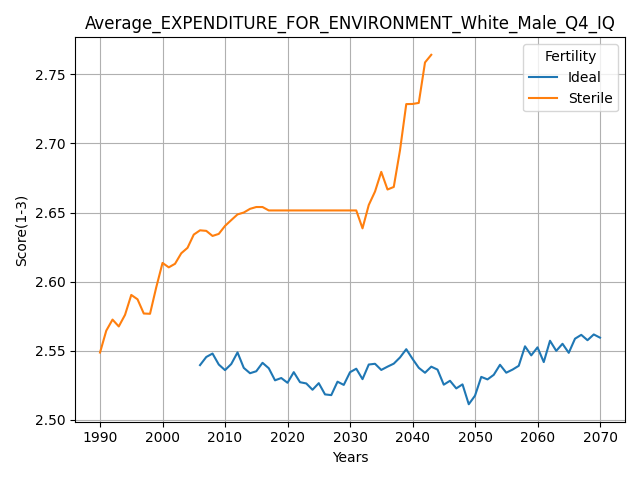 Average_EXPENDITURE_FOR_ENVIRONMENT_White_Male_Q4_IQ
Fertility
Ideal
Sterile
Score(1-3)
2.75
2.70
2.65
2.60
2.55
2.50
1990 2000 2010 2020 2030 2040 2050 2060 2070
Years